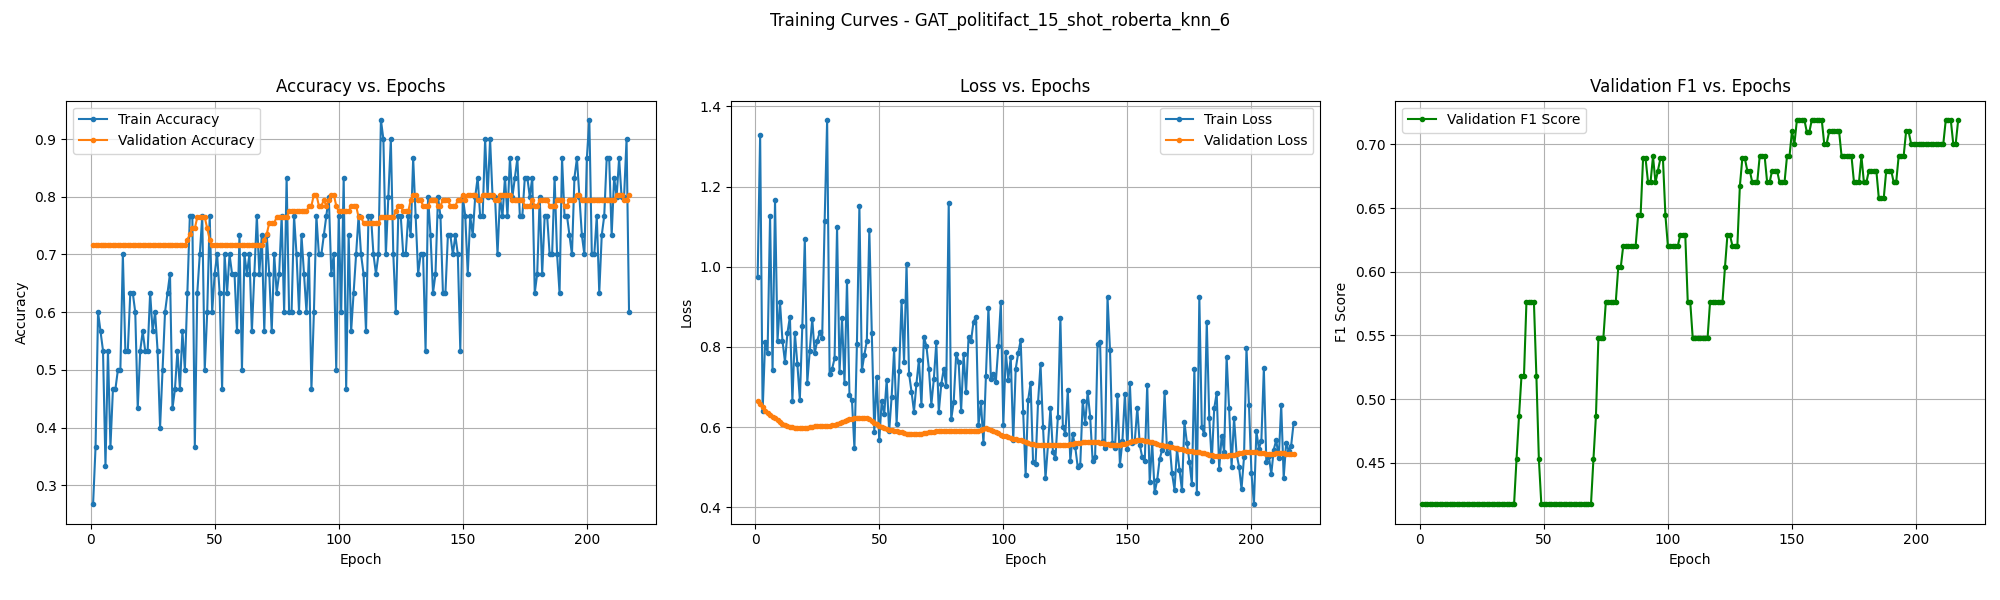 Training Curves - GAT_politifact_15_shot_roberta_knn_6
Accuracy vs. Epochs
Train Accuracy
Validation Accuracy
Accuracy
0.9
0.8
0.7
0.6
0.5
0.4
0.3
0
50
100
150
200
Epoch
Loss vs. Epochs
Train Loss
Validation Loss
Loss
1.4
1.2
1.0
0.8
0.6
0.4
0
50
100
150
200
Epoch
Validation F1 vs. Epochs
Validation F1 Score
F1 Score
0.70
0.65
0.60
0.55
0.50
0.45
0
50
100
150
200
Epoch